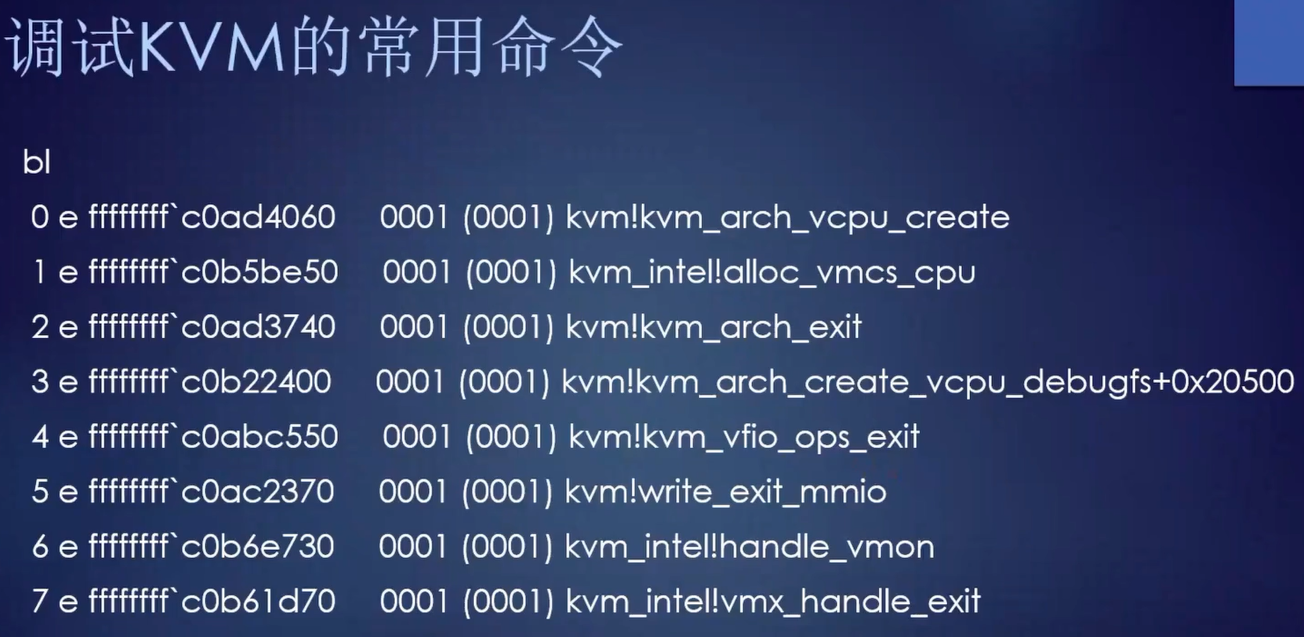 调试KVM的常用命令
bl
0 e ffffffff`c0ad4060 0001 (0001) kvm!kvm_arch_vcpu_create
1 e ffffffff`c0b5be50 0001 (0001) kvm_intel!alloc_vmcs_cpu
2 e ffffffff`c0ad3740 0001 (0001) kvm!kvm_arch_exit
3 e ffffffff`c0b22400 0001 (0001) kvm!kvm_arch_create_vcpu_debugfs+0x20500
4 e ffffffff`c0abc550 0001 (0001) kvm!kvm_vfio_ops_exit
5 e ffffffff`c0ac2370 0001 (0001) kvm!write_exit_mmio
6 e ffffffff`c0b6e730 0001 (0001) kvm_intel!handle_vmon
7 e ffffffff`c0b61d70 0001 (0001) kvm_intel!vmx_handle_exit